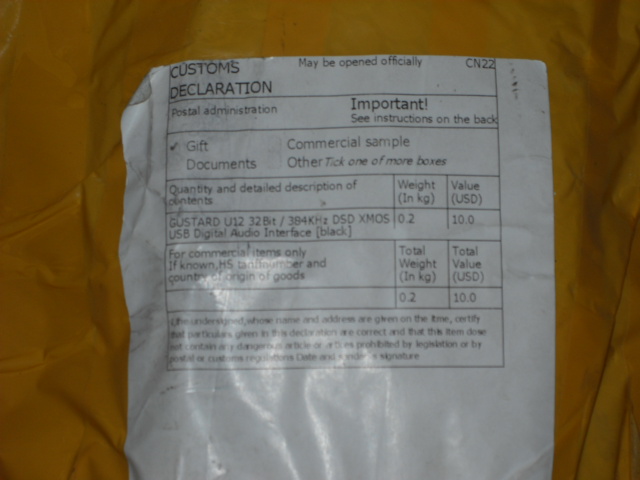 CUSTOMS DECLARATION
May be opened officially
CN22
Postal administration
Important!
See instructions on the back
✓ Gift
Commercial sample
Documents
Other Tick one of more boxes
Quantity and detailed description of contents
Weight (In kg)
Value (USD)
GUSTARD U12 32Bit / 384KHz DSD XMOS
USB Digital Audio Interface [black]
0.2
10.0
For commercial items only
If known,HS tariffnumber and
country of origin of goods
Total Weight (In kg)
Total Value (USD)
0.2
10.0
I,the undersigned,whose name and address are given on the item, certify
that particulars given in this declaration are correct and that this item dose
not contain any dangerous article or articles prohibited by legislation or by
postal or customs regulations Date and sender's signature